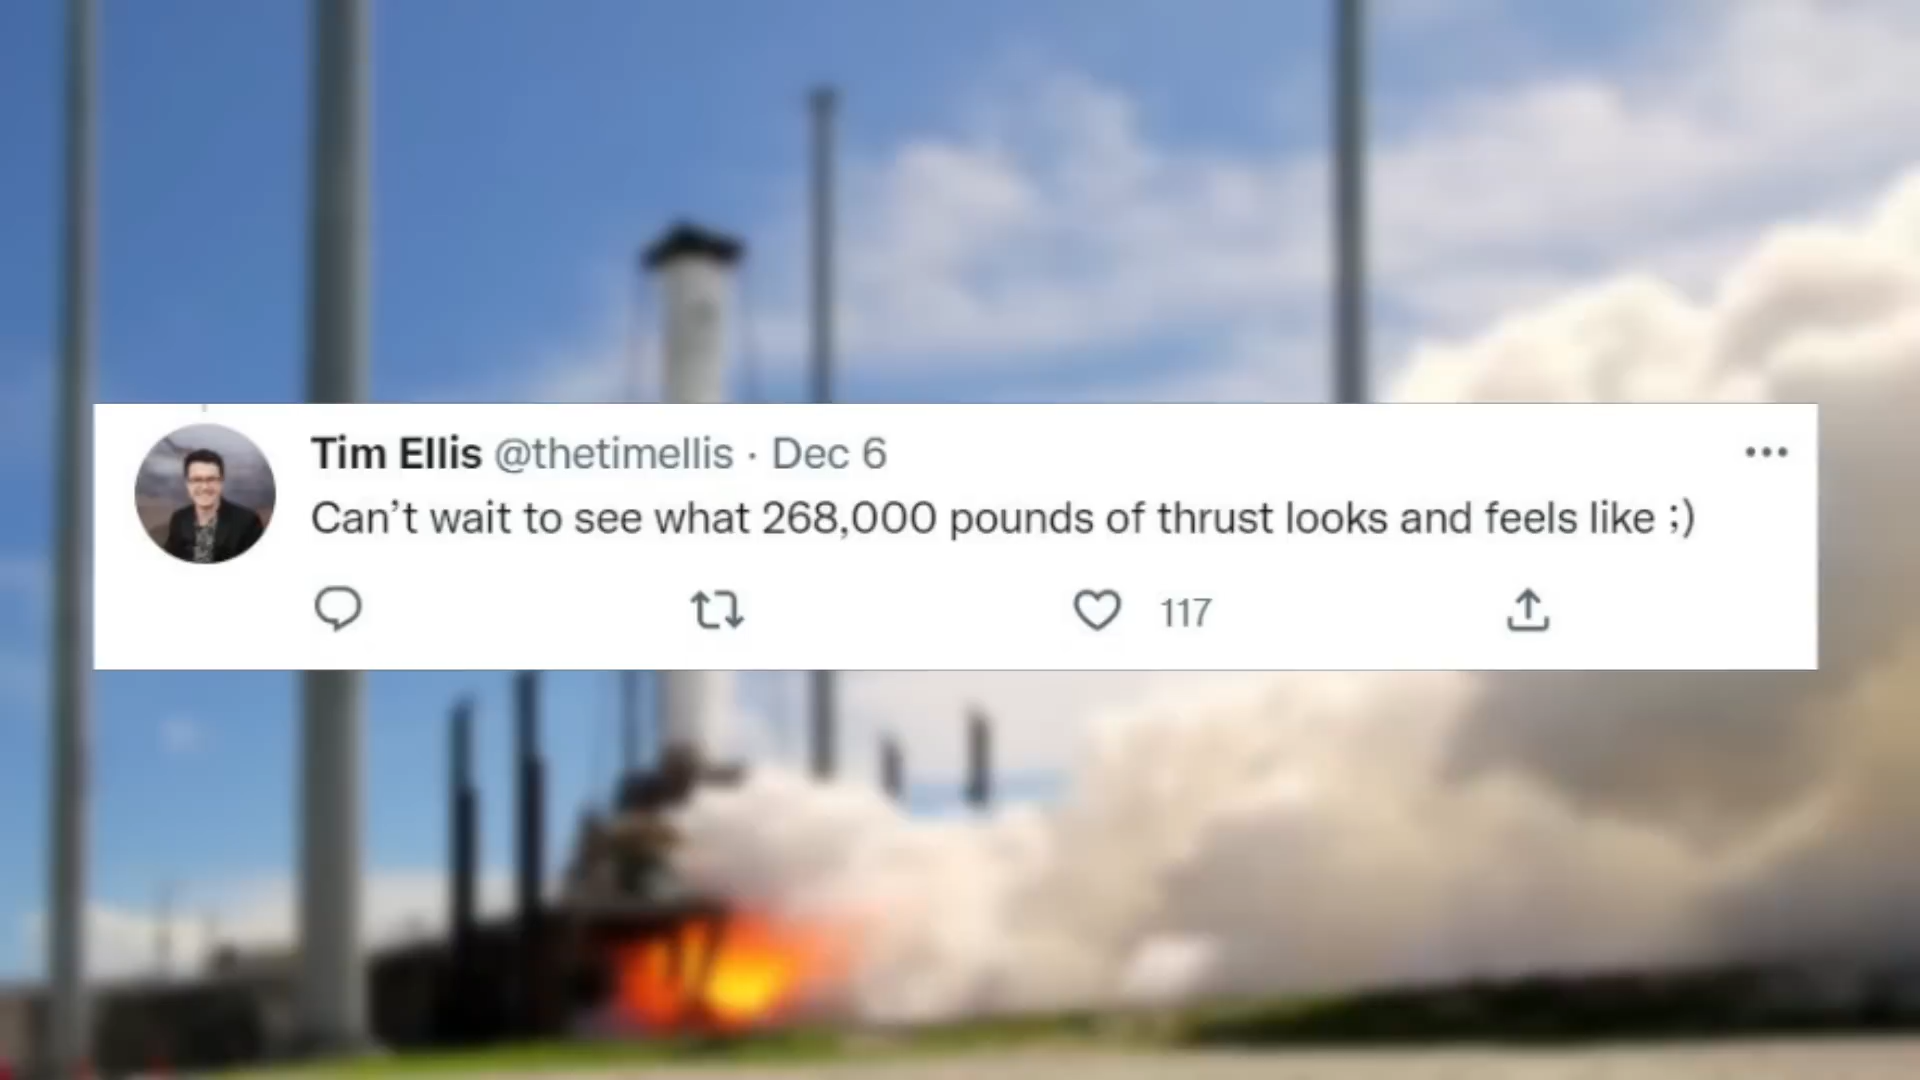 Tim Ellis @thetimellis · Dec 6
Can’t wait to see what 268,000 pounds of thrust looks and feels like ;)
117